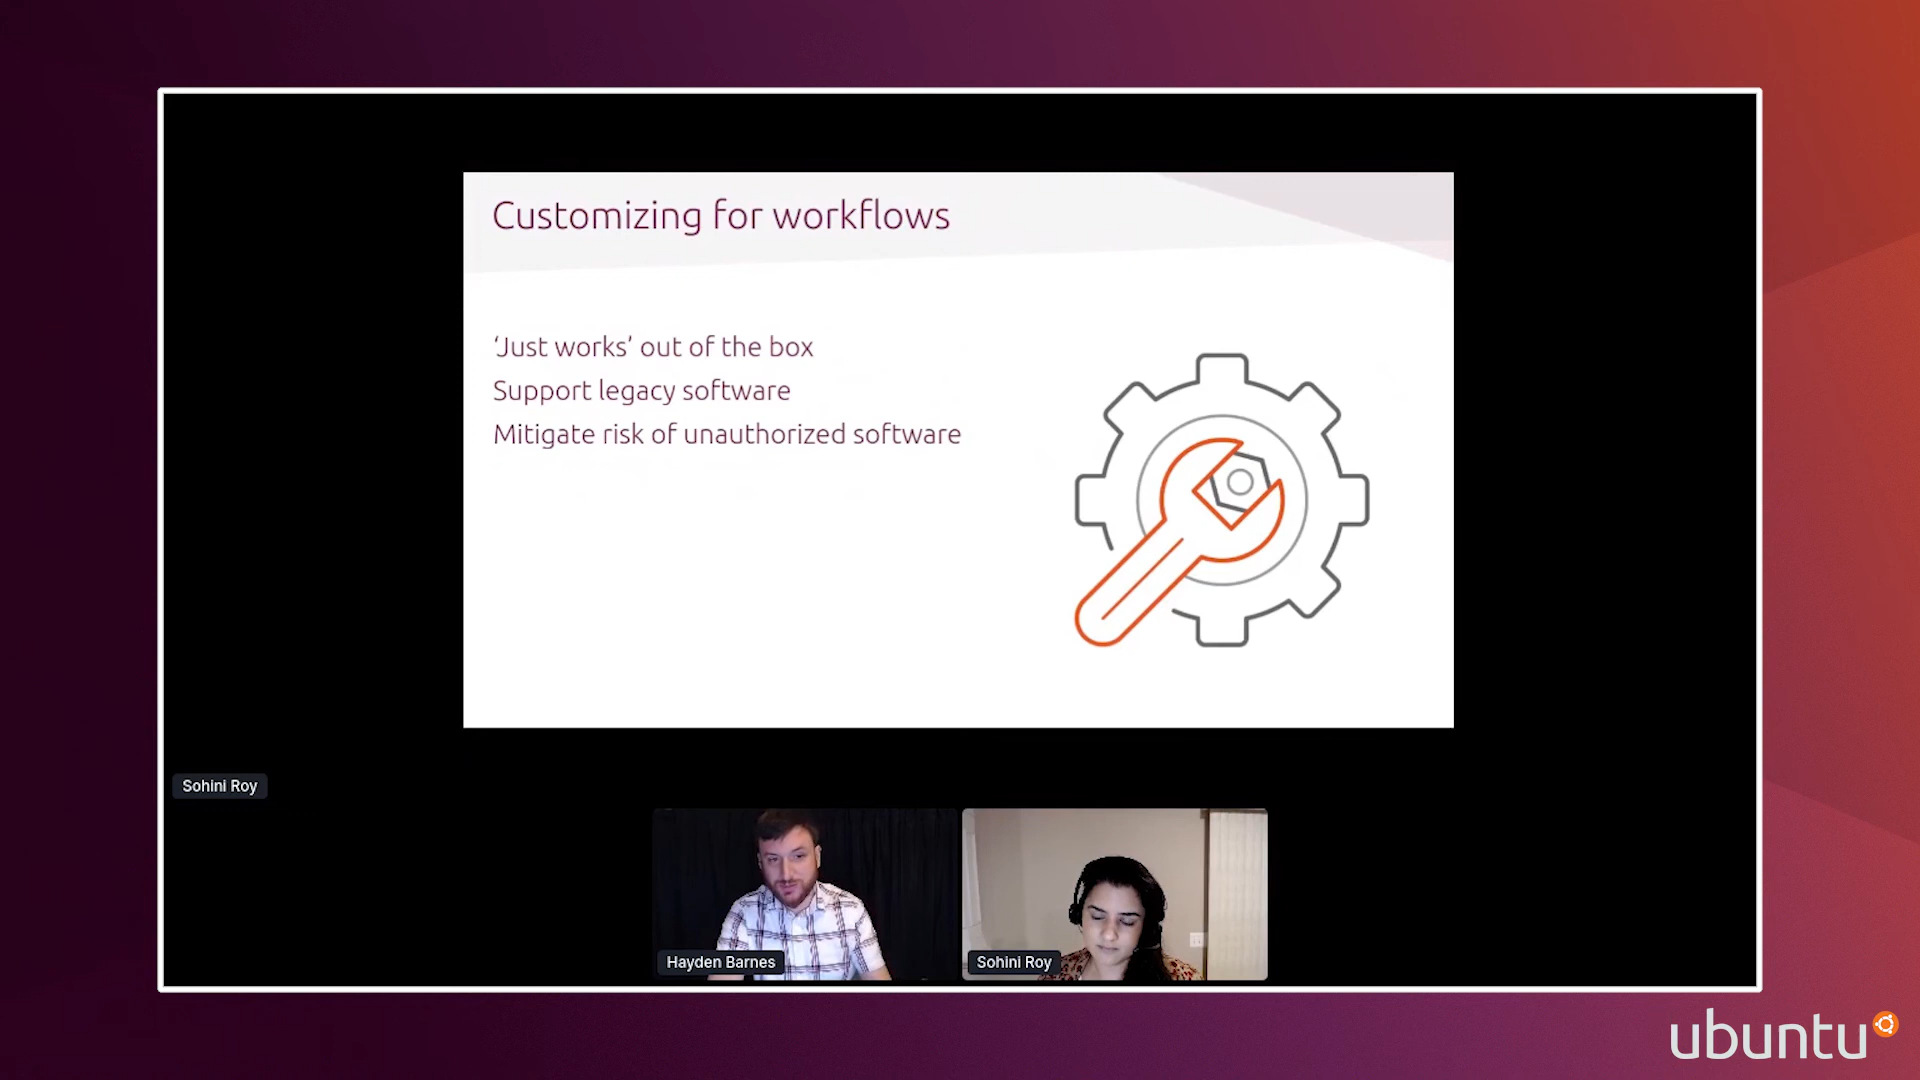 Customizing for workflows
‘Just works’ out of the box
Support legacy software
Mitigate risk of unauthorized software
Sohini Roy
Hayden Barnes
Sohini Roy
ubuntu